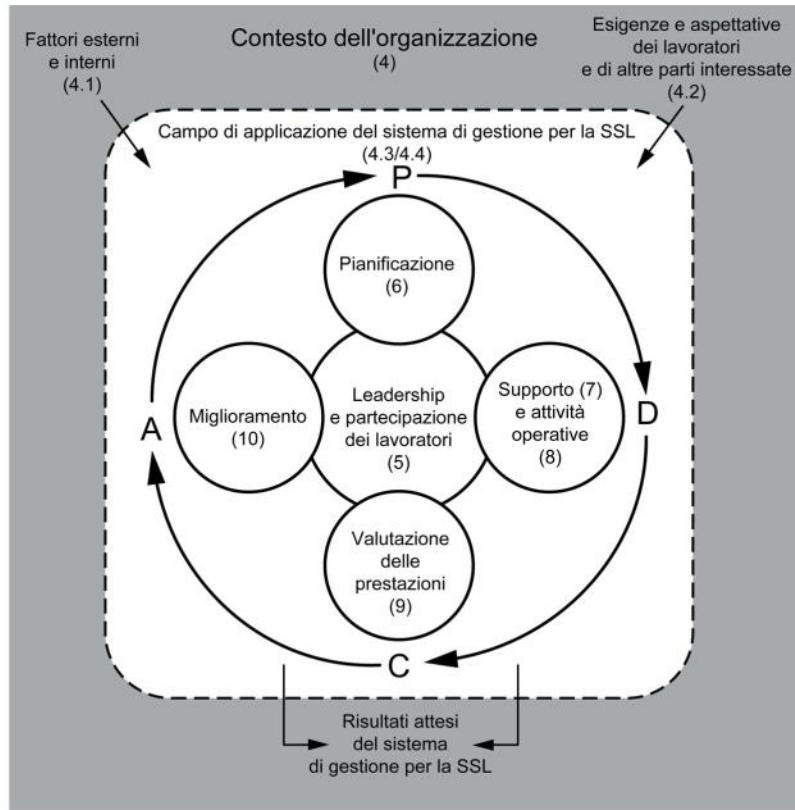 Fattori esterni
e interni
(4.1)
Contesto dell'organizzazione
(4)
Esigenze e aspettative
dei lavoratori
e di altre parti interessate
(4.2)
Campo di applicazione del sistema di gestione per la SSL
(4.3/4.4)
P
Pianificazione
(6)
A
Miglioramento
(10)
Leadership
e partecipazione
dei lavoratori
(5)
Supporto (7)
e attività
operative
(8)
D
Valutazione
delle
prestazioni
(9)
C
Risultati attesi
del sistema
di gestione per la SSL